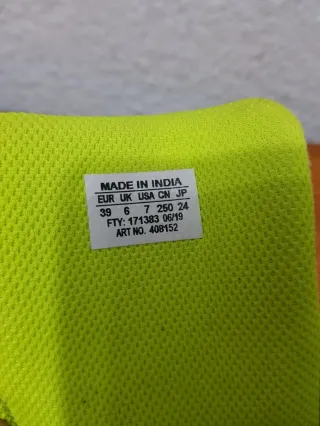 MADE IN INDIA
EUR UK USA CN JP
39 6 7 250 24
FTY: 171383 06/19
ART NO. 408152